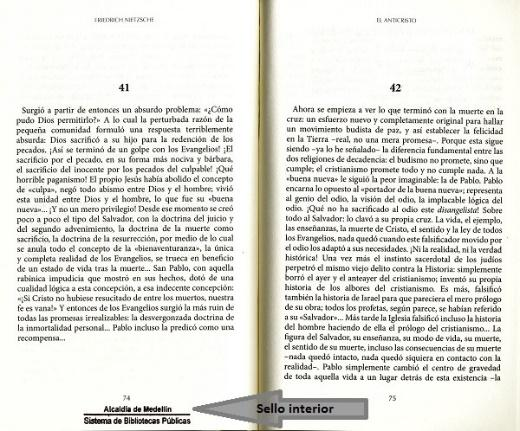 FRIEDRICH NIETZSCHE
41
Surgió a partir de entonces un absurdo problema: «¿Cómo
pudo Dios permitirlo?» A lo cual la perturbada razón de la
pequeña comunidad formuló una respuesta terriblemente
absurda: Dios sacrificó a su hijo para la redención de los
pecados. ¡Así se terminó de un golpe con los Evangelios! ¡El
sacrificio por el pecado, en su forma más nociva y bárbara,
el sacrificio del inocente por los pecados del culpable! ¡Qué
horrible paganismo! El propio Jesús había abolido el concepto
de «culpa», negó todo abismo entre Dios y el hombre; vivió
esta unidad entre Dios y el hombre, lo que fue su «buena
nueva»... ¡Y no un mero privilegio! Desde ese momento se creó
poco a poco el tipo del Salvador, con la doctrina del juicio y
del segundo advenimiento, la doctrina de la muerte como
sacrificio, la doctrina de la resurrección, por medio de lo cual
se anula todo el concepto de la «bienaventuranza», la única
y completa realidad de los Evangelios, se trueca en beneficio
de un estado de vida tras la muerte... San Pablo, con aquella
rabínica impudicia que mostró en sus hechos, dotó de una
cualidad lógica a esta concepción, a esa indecente concepción:
«¡Si Cristo no hubiese resucitado de entre los muertos, nuestra
fe es vana!» Y entonces de los Evangelios surgió la más ruin de
todas las promesas irrealizables: la desvergonzada doctrina de
la inmortalidad personal... Pablo incluso la predicó como una
recompensa...
74
Alcaldía de Medellín
Sistema de Bibliotecas Públicas
Sello interior
EL ANTICRISTO
42
Ahora se empieza a ver lo que terminó con la muerte en la
cruz: un esfuerzo nuevo y completamente original para hallar
un movimiento budista de paz, y así establecer la felicidad
en la Tierra –real, no una mera promesa–. Porque esta sigue
siendo –ya lo he señalado– la diferencia fundamental entre las
dos religiones de decadencia: el budismo no promete, sino que
cumple; el cristianismo promete todo y no cumple nada. A la
«buena nueva» le siguió la peor imaginable: la de Pablo. Pablo
encarna lo opuesto al «portador de la buena nueva»; representa
al genio del odio, la visión del odio, la implacable lógica del
odio. ¡Qué no ha sacrificado al odio este disangelista! Sobre
todo al Salvador: lo clavó a su propia cruz. La vida, el ejemplo,
las enseñanzas, la muerte de Cristo, el sentido y la ley de todos
los Evangelios, nada quedó cuando este falsificador movido por
el odio los adaptó a sus necesidades. ¡Ni la realidad, ni la verdad
histórica! Una vez más el instinto sacerdotal de los judíos
perpetró el mismo viejo delito contra la Historia: simplemente
borró el ayer y el anteayer del cristianismo; inventó su propia
historia de los albores del cristianismo. Es más, falsificó
también la historia de Israel para que pareciera el mero prólogo
de su obra; todos los profetas, según parece, se habían referido
a su «Salvador»... Más tarde la Iglesia falsificó incluso la historia
del hombre haciendo de ella el prólogo del cristianismo... La
figura del Salvador, su enseñanza, su modo de vida, su muerte,
el sentido de su muerte, incluso las consecuencias de su muerte
–nada quedó intacto, nada quedó siquiera en contacto con la
realidad–. Pablo simplemente cambió el centro de gravedad
de toda aquella vida a un lugar detrás de esta existencia –la
75